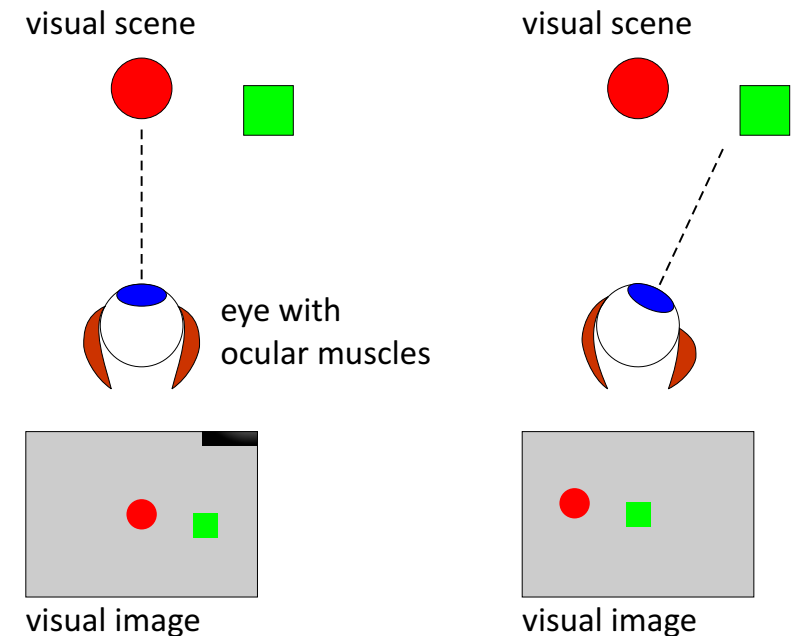 visual scene
visual scene
eye with
ocular muscles
visual image
visual image